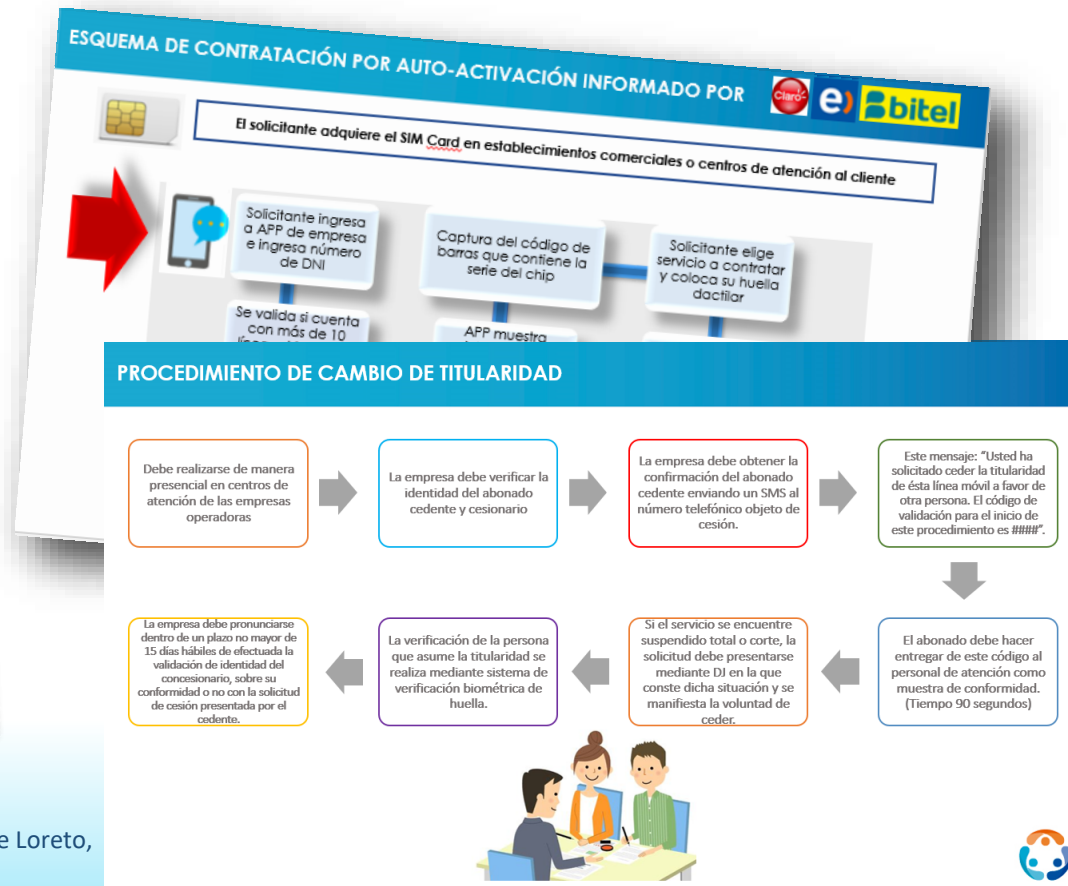 ESQUEMA DE CONTRATACIÓN POR AUTO-ACTIVACIÓN INFORMADO POR
Claro
e)
bitel
El solicitante adquiere el SIM Card en establecimientos comerciales o centros de atención al cliente
Solicitante ingresa
a APP de empresa
e ingresa número
de DNI
Captura del código de
barras que contiene la
serie del chip
Solicitante elige
servicio a contratar
y coloca su huella
dactilar
Se valida si cuenta
con más de 10
APP muestra
PROCEDIMIENTO DE CAMBIO DE TITULARIDAD
Debe realizarse de manera
presencial en centros de
atención de las empresas
operadoras
La empresa debe verificar la
identidad del abonado
cedente y cesionario
La empresa debe obtener la
confirmación del abonado
cedente enviando un SMS al
número telefónico objeto de
cesión.
Este mensaje: "Usted ha
solicitado ceder la titularidad
de ésta línea móvil a favor de
otra persona. El código de
validación para el inicio de
este procedimiento es ####".
La empresa debe pronunciarse
dentro de un plazo no mayor de
15 días hábiles de efectuada la
validación de identidad del
concesionario, sobre su
conformidad o no con la solicitud
de cesión presentada por el
cedente.
La verificación de la persona
que asume la titularidad se
realiza mediante sistema de
verificación biométrica de
huella.
Si el servicio se encuentre
suspendido total o corte, la
solicitud debe presentarse
mediante DJ en la que
conste dicha situación y se
manifiesta la voluntad de
ceder.
El abonado debe hacer
entregar de este código al
personal de atención como
muestra de conformidad.
(Tiempo 90 segundos)
e Loreto,